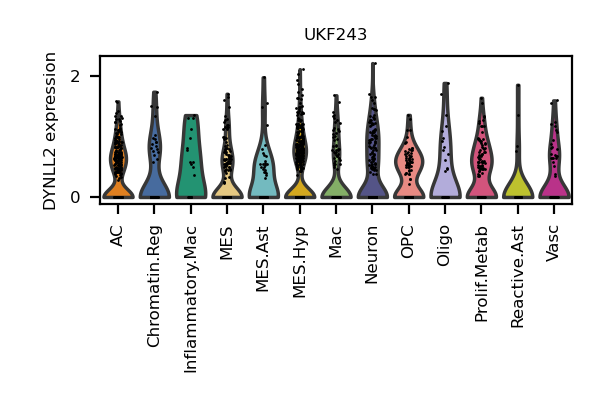 UKF243
DYNLL2 expression
2
0
AC
Chromatin.Reg
Inflammatory.Mac
MES
MES.Ast
MES.Hyp
Mac
Neuron
OPC
Oligo
Prolif.Metab
Reactive.Ast
Vasc